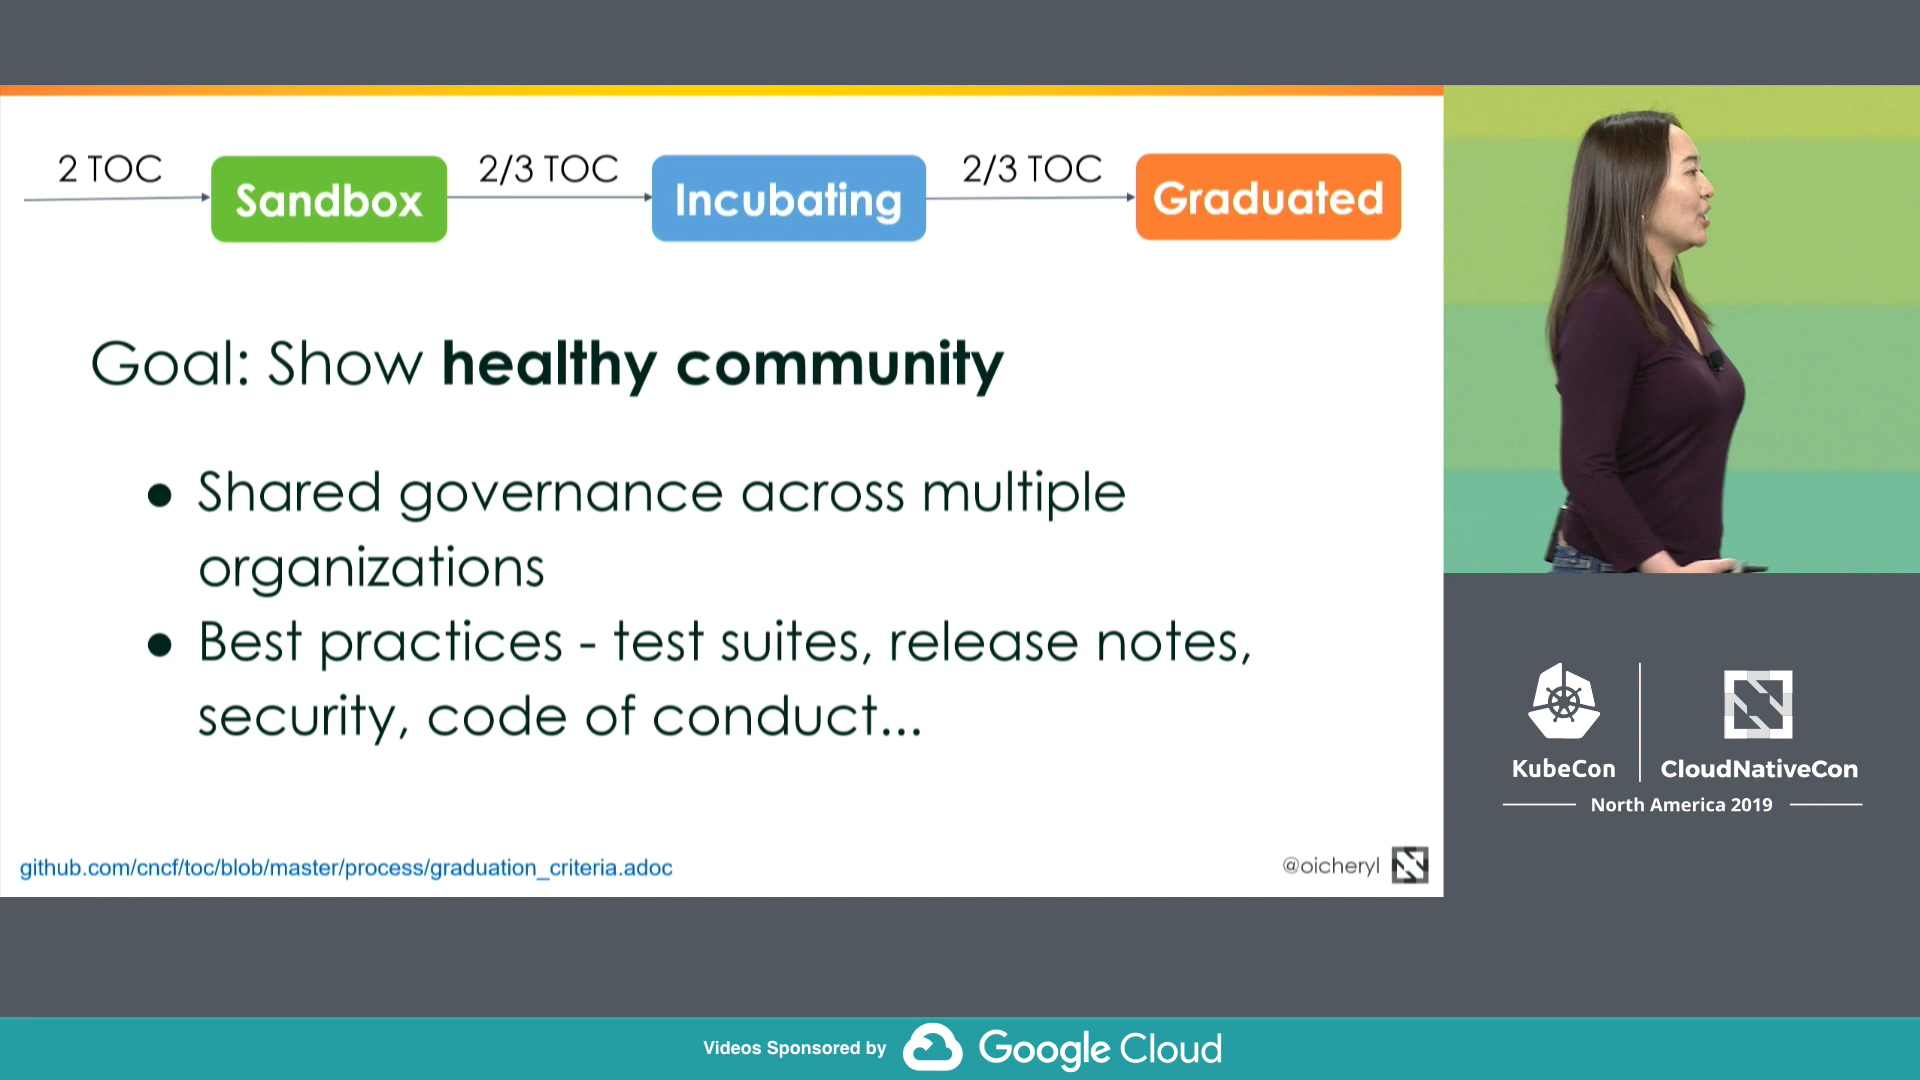 2 TOC
Sandbox
2/3 TOC
Incubating
2/3 TOC
Graduated
Goal: Show healthy community
● Shared governance across multiple
organizations
● Best practices - test suites, release notes,
security, code of conduct...
github.com/cncf/toc/blob/master/process/graduation_criteria.adoc
@oicheryl
KubeCon
CloudNativeCon
North America 2019
Videos Sponsored by
Google Cloud